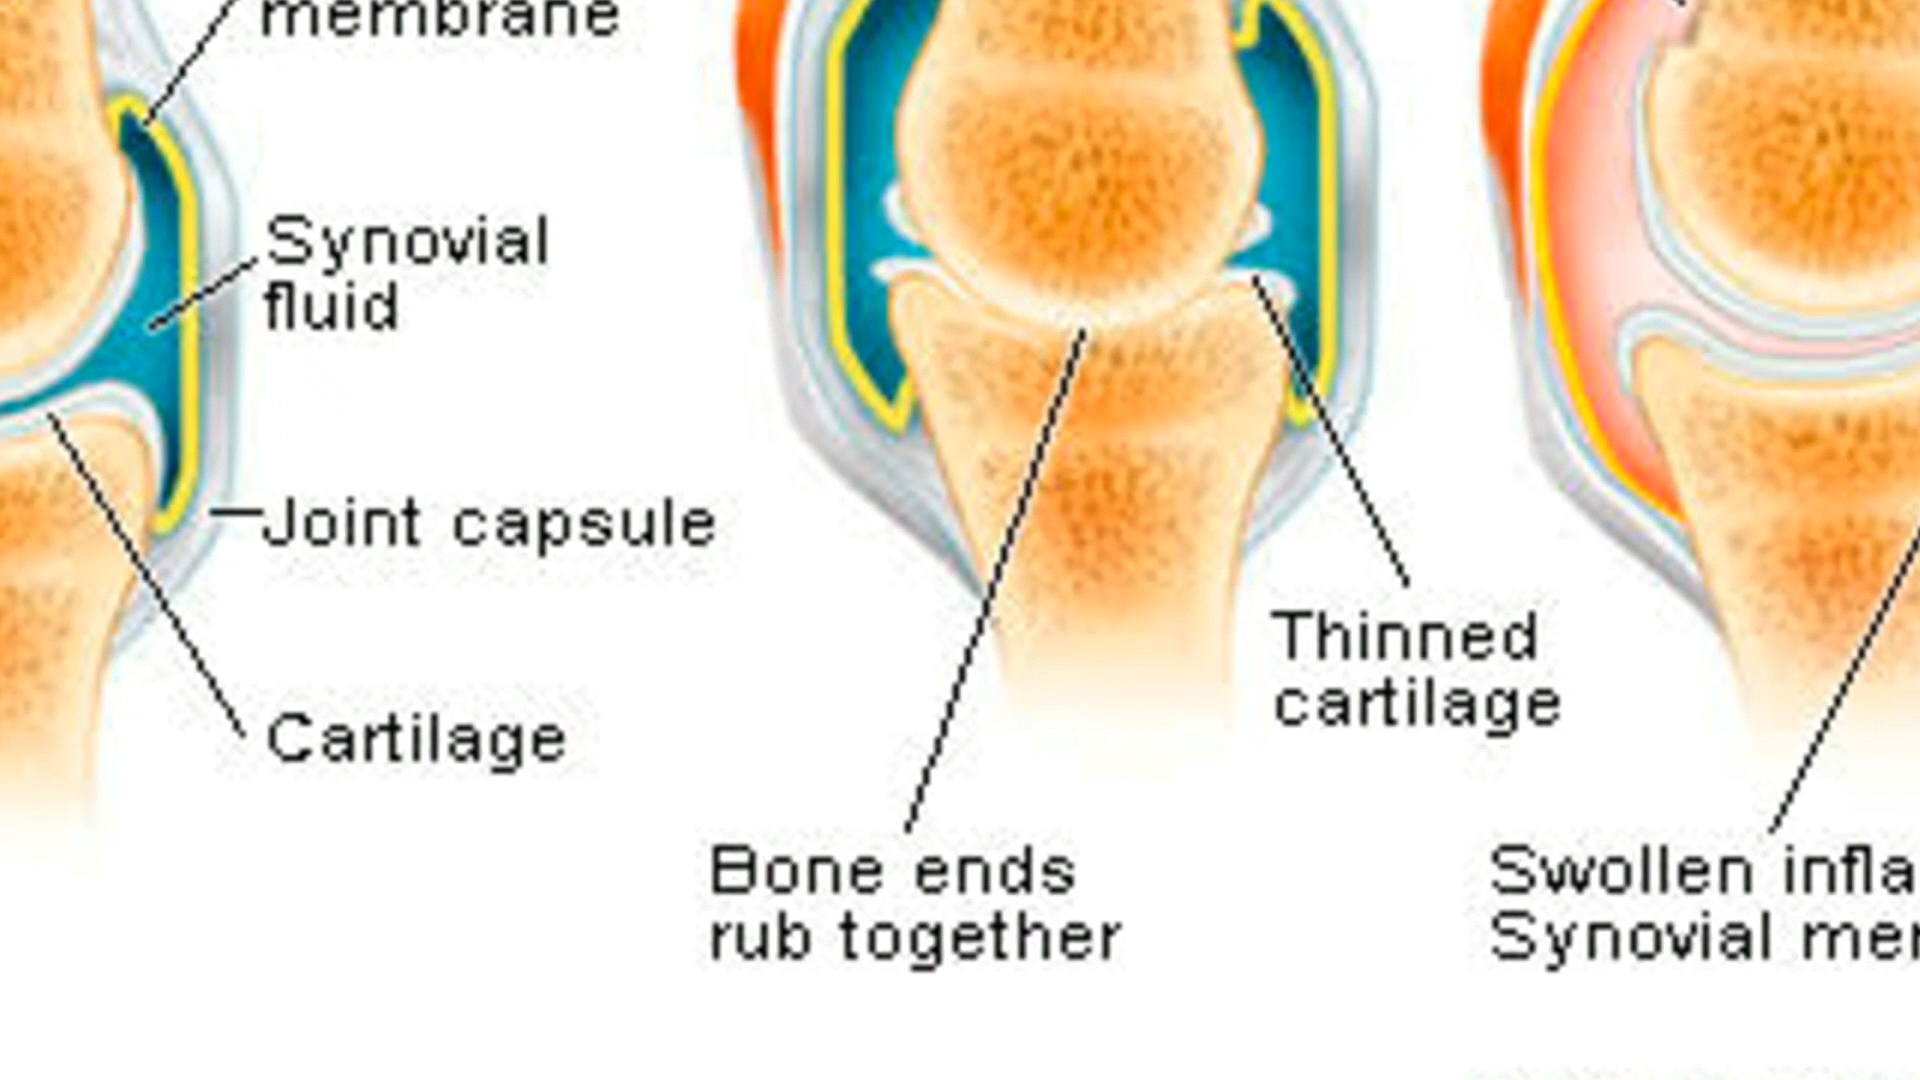 membrane
Synovial
fluid
Joint capsule
Cartilage
Thinned
cartilage
Bone ends
rub together
Swollen
Synovial